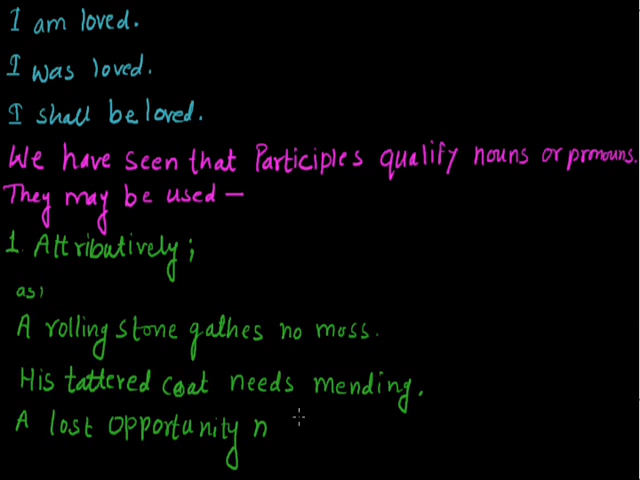 I am loved.
I was loved.
I shall be loved.
We have seen that Participles qualify nouns or pronouns.
They may be used —
1. Attributively;
as,
A rolling stone gathes no moss.
His tattered coat needs mending.
A lost opportunity n